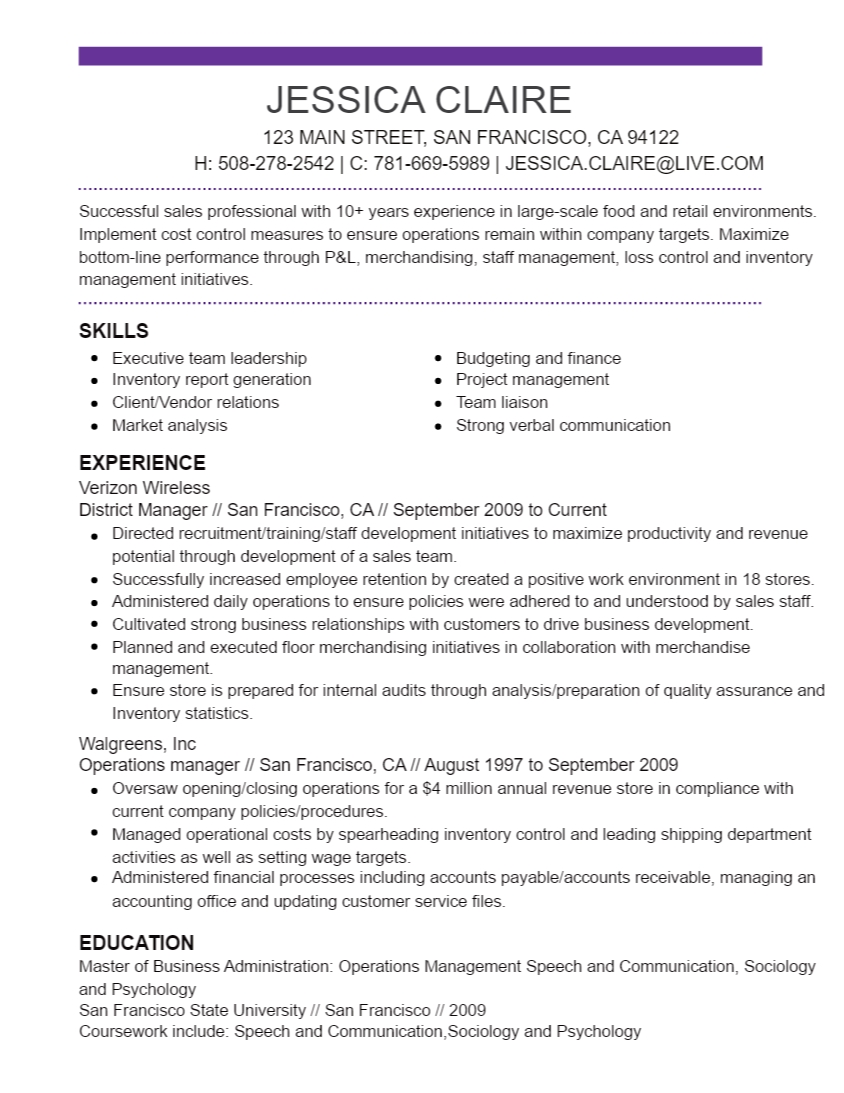 JESSICA CLAIRE
123 MAIN STREET, SAN FRANCISCO, CA 94122
H: 508-278-2542 | C: 781-669-5989 | JESSICA.CLAIRE@LIVE.COM
Successful sales professional with 10+ years experience in large-scale food and retail environments.
Implement cost control measures to ensure operations remain within company targets. Maximize
bottom-line performance through P&L, merchandising, staff management, loss control and inventory
management initiatives.
SKILLS
• Executive team leadership
• Inventory report generation
• Client/Vendor relations
• Market analysis
• Budgeting and finance
• Project management
• Team liaison
• Strong verbal communication
EXPERIENCE
Verizon Wireless
District Manager // San Francisco, CA // September 2009 to Current
• Directed recruitment/training/staff development initiatives to maximize productivity and revenue
potential through development of a sales team.
• Successfully increased employee retention by created a positive work environment in 18 stores.
• Administered daily operations to ensure policies were adhered to and understood by sales staff.
• Cultivated strong business relationships with customers to drive business development.
• Planned and executed floor merchandising initiatives in collaboration with merchandise
management.
• Ensure store is prepared for internal audits through analysis/preparation of quality assurance and
Inventory statistics.
Walgreens, Inc
Operations manager // San Francisco, CA // August 1997 to September 2009
• Oversaw opening/closing operations for a $4 million annual revenue store in compliance with
current company policies/procedures.
• Managed operational costs by spearheading inventory control and leading shipping department
activities as well as setting wage targets.
• Administered financial processes including accounts payable/accounts receivable, managing an
accounting office and updating customer service files.
EDUCATION
Master of Business Administration: Operations Management Speech and Communication, Sociology
and Psychology
San Francisco State University // San Francisco // 2009
Coursework include: Speech and Communication,Sociology and Psychology